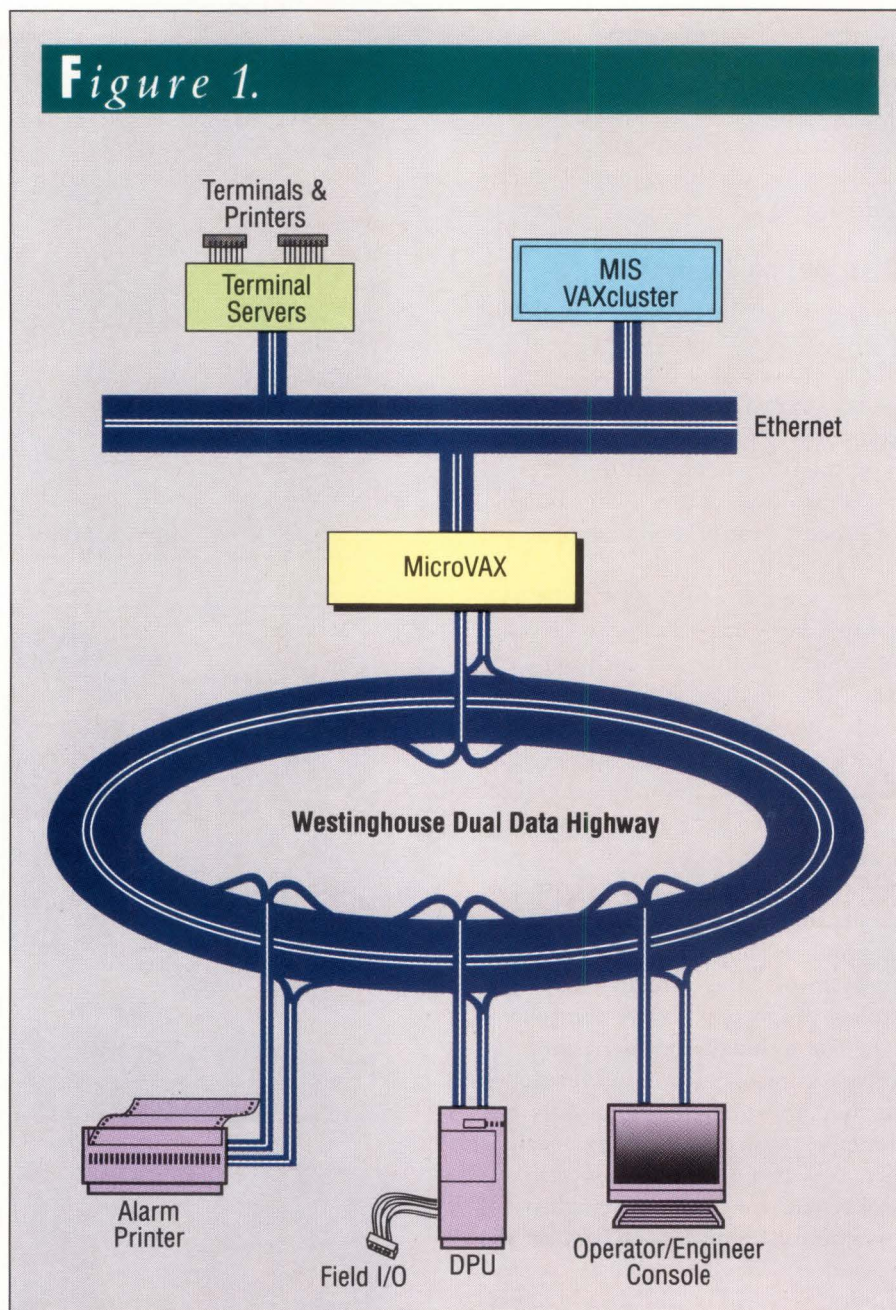 Figure 1.
Terminals &
Printers
Terminal
Servers
MIS
VAXcluster
Ethernet
MicroVAX
Westinghouse Dual Data Highway
Alarm
Printer
Field I/O
DPU
Operator/Engineer
Console